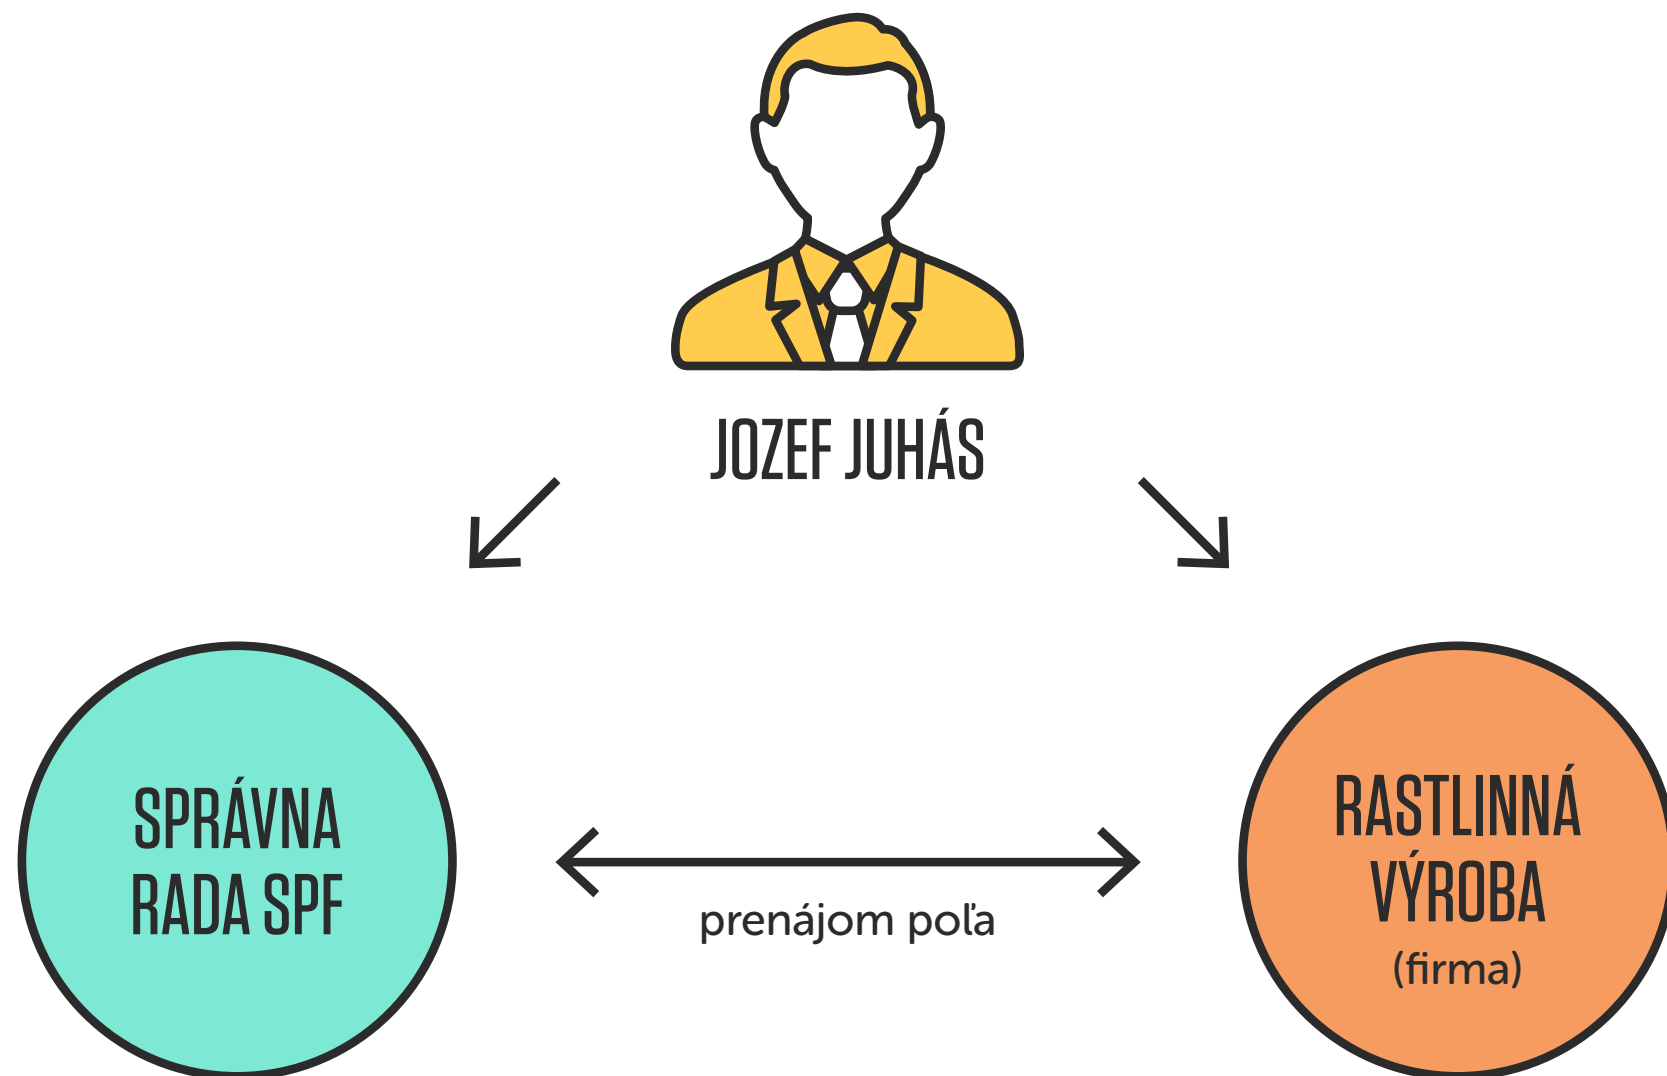 JOZEF JUHÁS
SPRÁVNA
RADA SPF
prenájom poľa
RASTLINNÁ
VÝROBA
(firma)